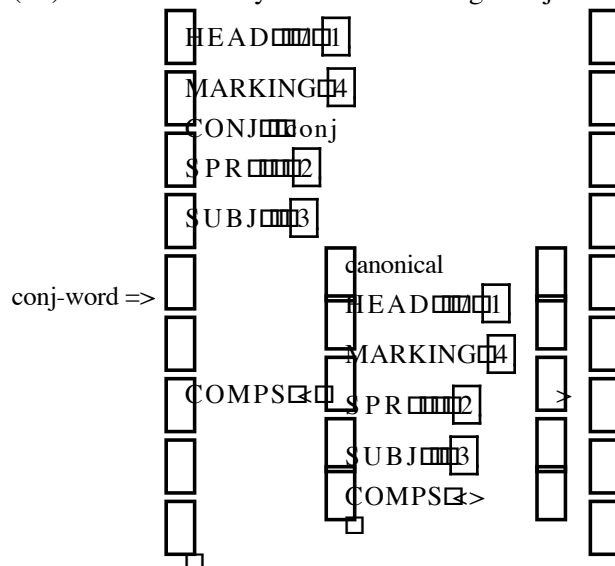 HEAD 1
MARKING 4
CONJ conj
SPR 2
SUBJ 3
canonical
conj-word =>
HEAD 1
MARKING 4
COMPS < >
SPR 2
SUBJ 3
COMPS <>